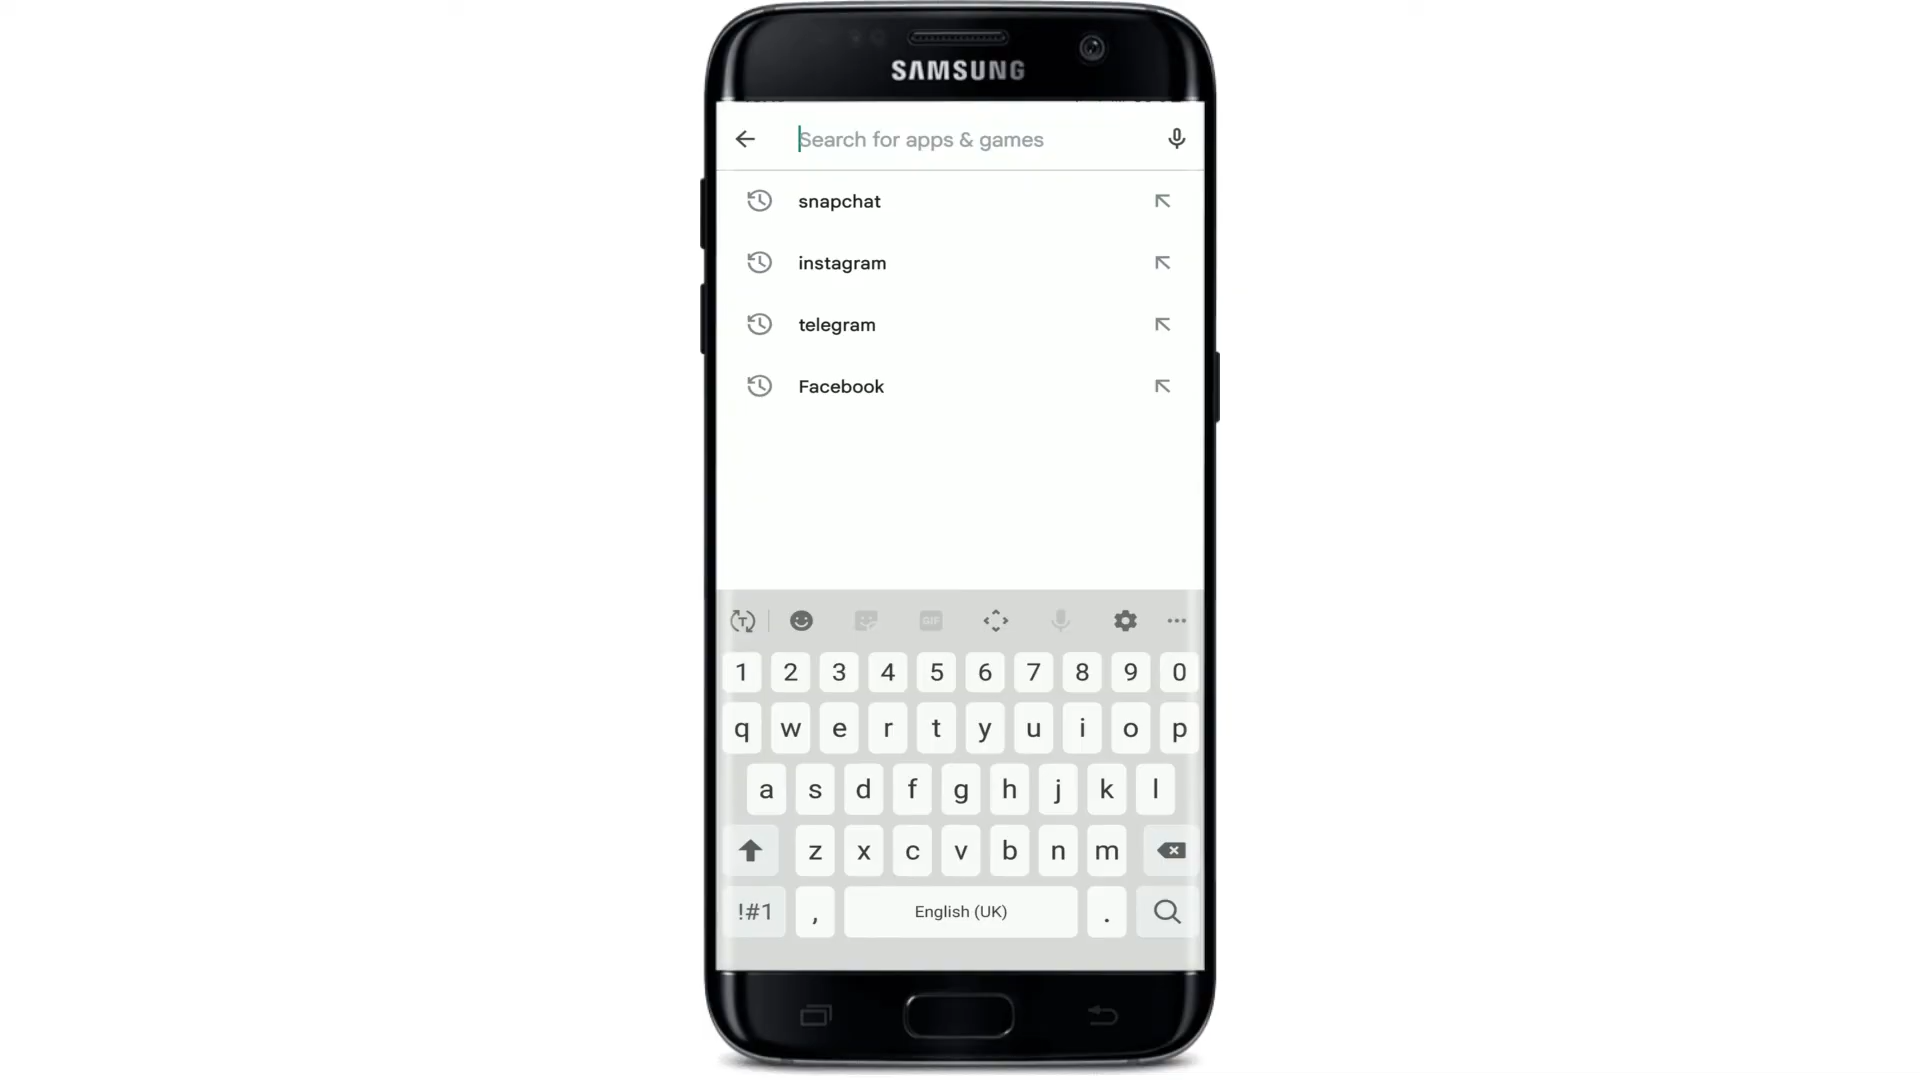 SAMSUNG
Search for apps & games
snapchat
instagram
telegram
Facebook
T
GIF
1 2 3 4 5 6 7 8 9 0
q w e r t y u i o p
a s d f g h j k l
z x c v b n m
!#1 , English (UK) .